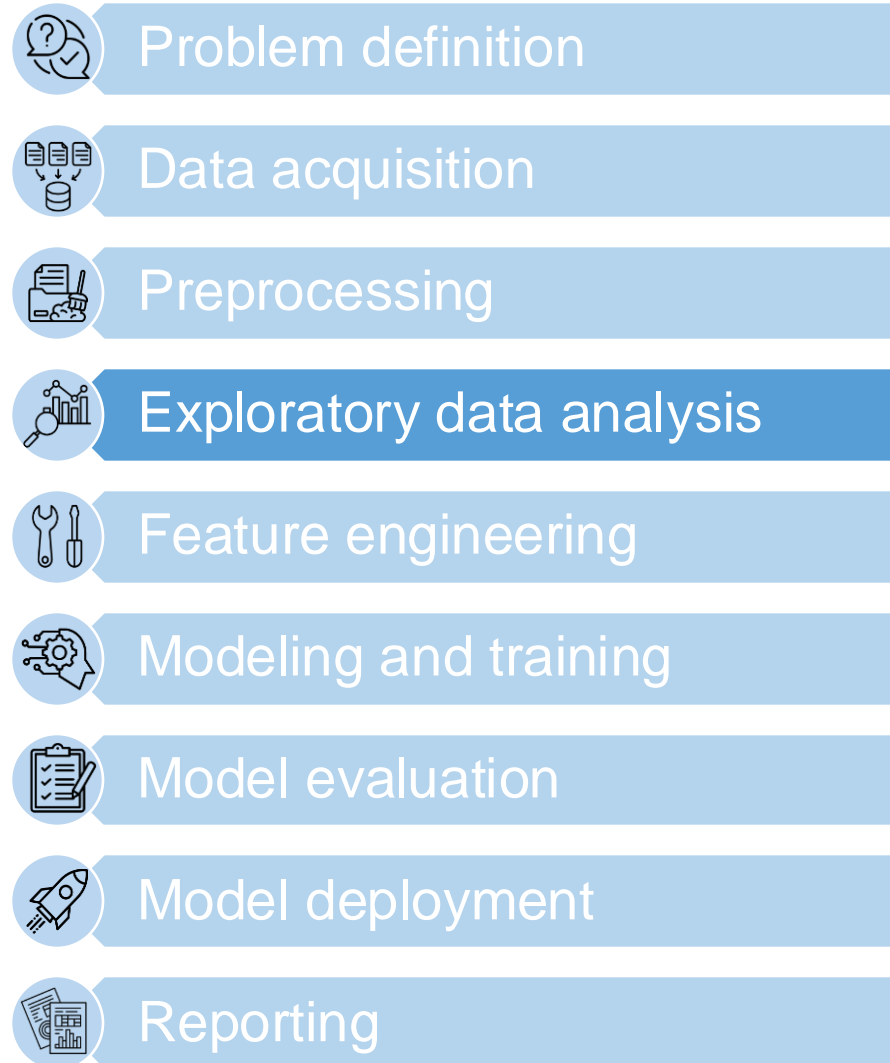 Problem definition
Data acquisition
Preprocessing
Exploratory data analysis
Feature engineering
Modeling and training
Model evaluation
Model deployment
Reporting